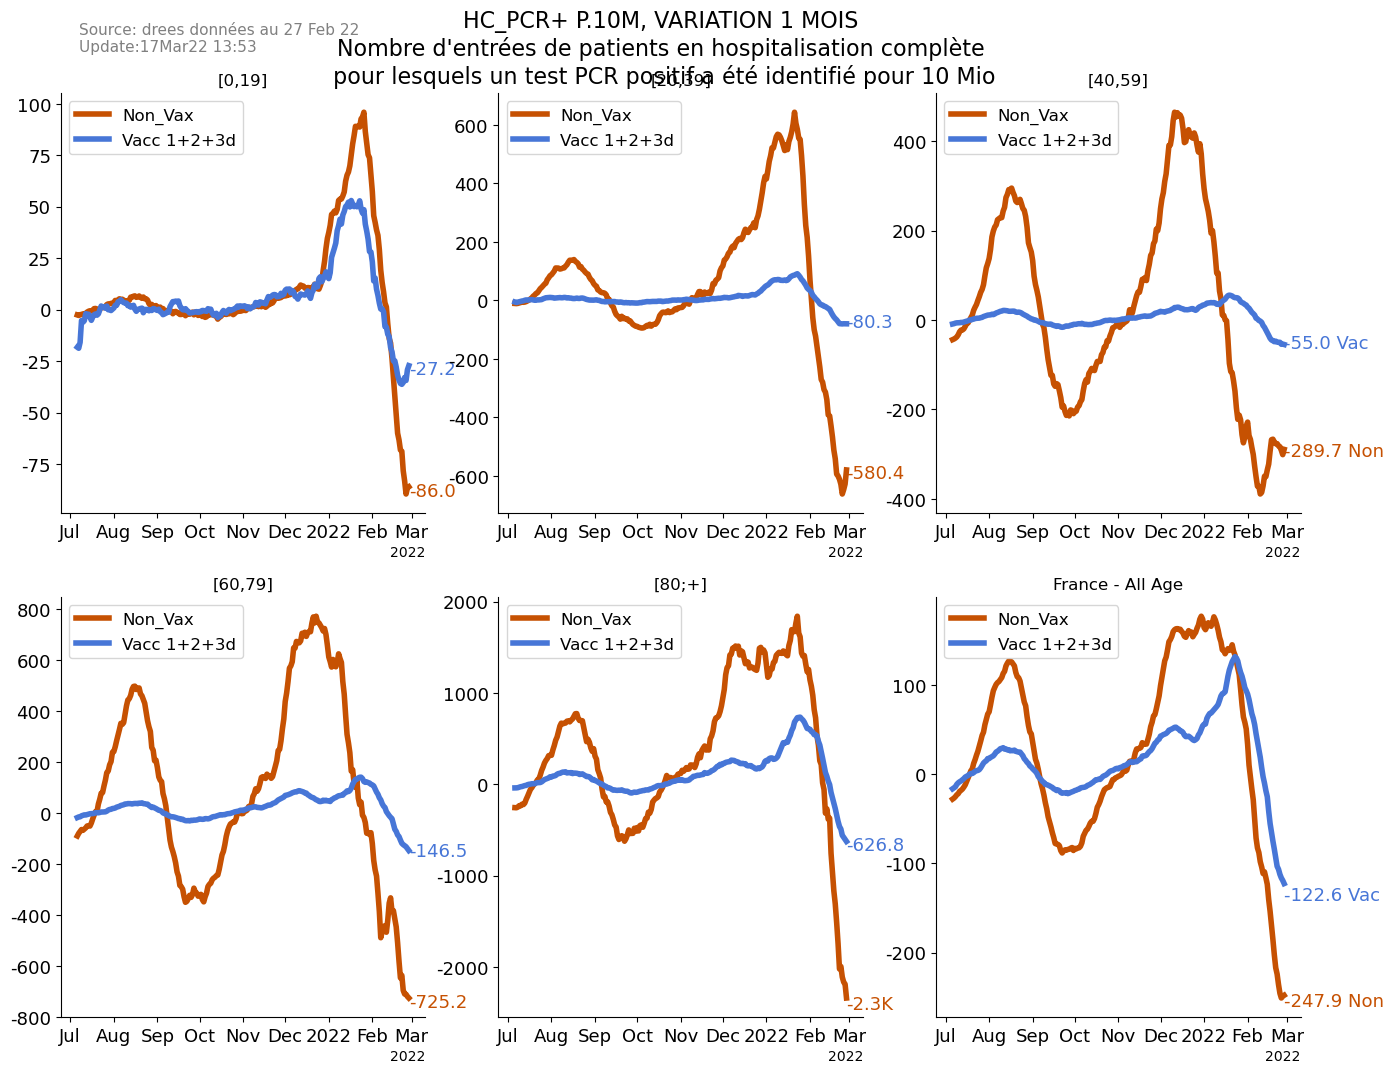 Source: drees données au 27 Feb 22
Update:17Mar22 13:53
HC_PCR+ P.10M, VARIATION 1 MOIS
Nombre d'entrées de patients en hospitalisation complète
pour lesquels un test PCR positif a été identifié pour 10 Mio
[0,19]
100
75
50
25
0
-25
-50
-75
Non_Vax
Vacc 1+2+3d
-27.2
-86.0
Jul Aug Sep Oct Nov Dec 2022 Feb Mar
2022
[20,39]
600
400
200
0
-200
-400
-600
Non_Vax
Vacc 1+2+3d
-80.3
-580.4
Jul Aug Sep Oct Nov Dec 2022 Feb Mar
2022
[40,59]
400
200
0
-200
-400
Non_Vax
Vacc 1+2+3d
-55.0 Vac
-289.7 Non
Jul Aug Sep Oct Nov Dec 2022 Feb Mar
2022
[60,79]
800
600
400
200
0
-200
-400
-600
-800
Non_Vax
Vacc 1+2+3d
-146.5
-725.2
Jul Aug Sep Oct Nov Dec 2022 Feb Mar
2022
[80;+]
2000
1000
0
-1000
-2000
Non_Vax
Vacc 1+2+3d
-626.8
-2.3K
Jul Aug Sep Oct Nov Dec 2022 Feb Mar
2022
France - All Age
100
0
-100
-200
Non_Vax
Vacc 1+2+3d
-122.6 Vac
-247.9 Non
Jul Aug Sep Oct Nov Dec 2022 Feb Mar
2022